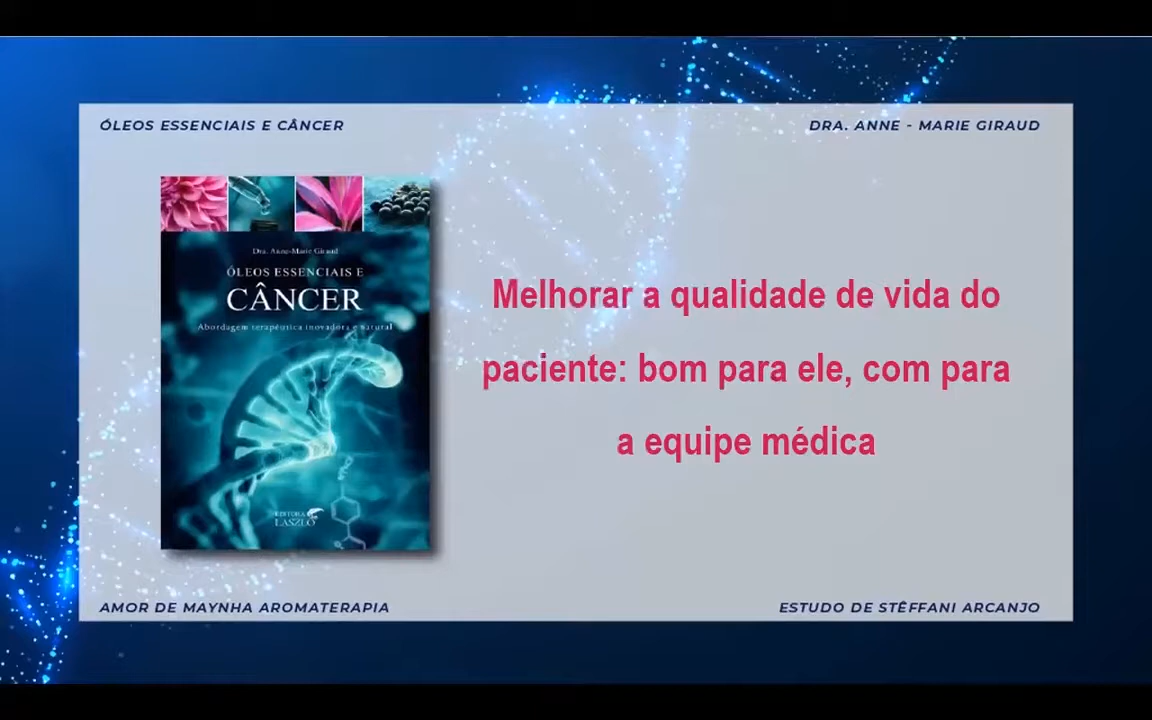 ÓLEOS ESSENCIAIS E CÂNCER
DRA. ANNE - MARIE GIRAUD
Dra. Anne-Marie Giraud
ÓLEOS ESSENCIAIS E
CÂNCER
Abordagem terapêutica inovadora e natural
EDITORA
LASZLO
Melhorar a qualidade de vida do
paciente: bom para ele, com para
a equipe médica
AMOR DE MAYNHA AROMATERAPIA
ESTUDO DE STÊFFANI ARCANJO